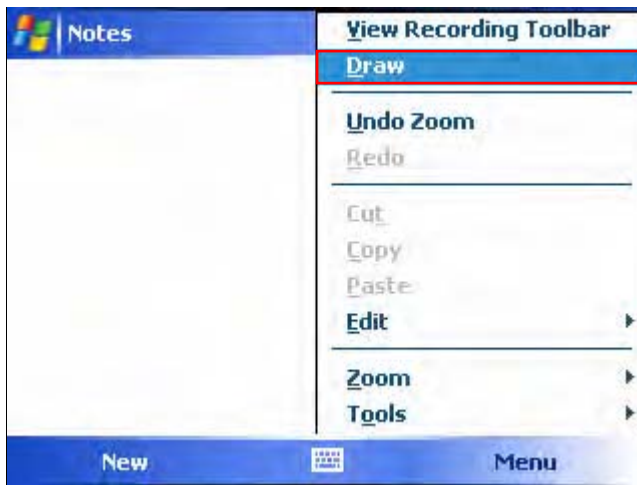 Notes
View Recording Toolbar
Draw
Undo Zoom
Redo
Cut
Copy
Paste
Edit
Zoom
Tools
New
Menu